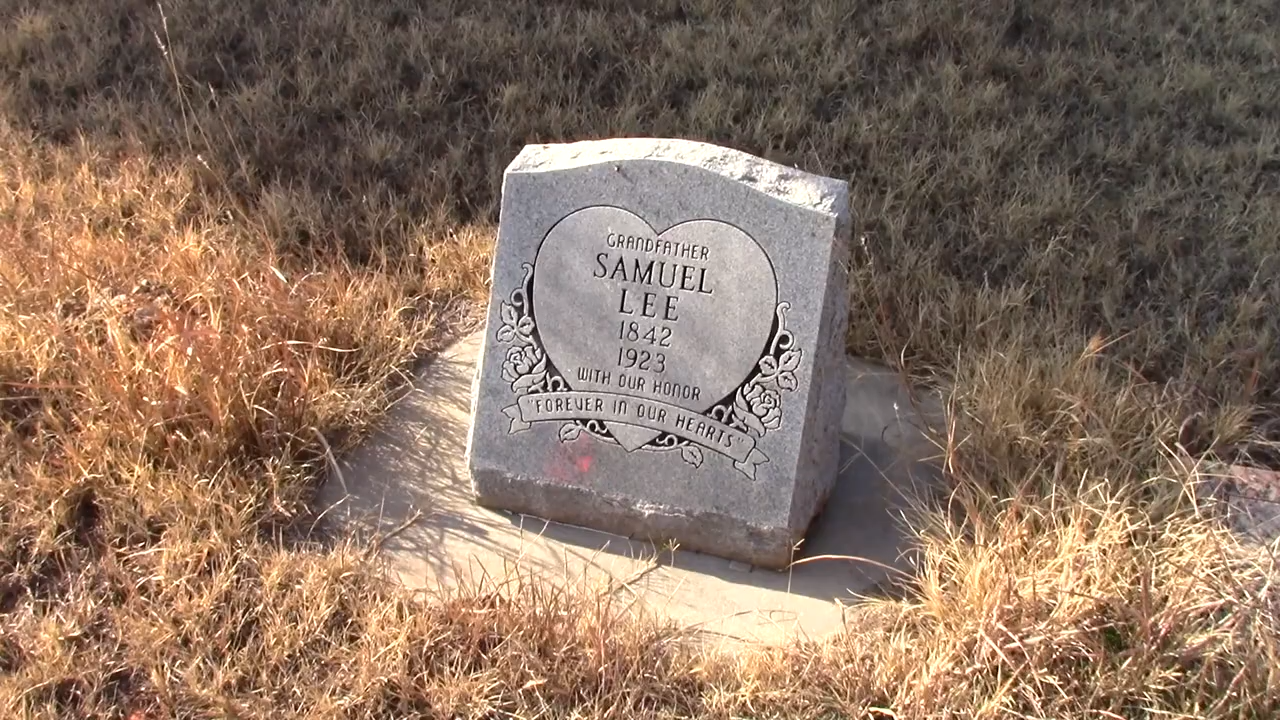 GRANDFATHER
SAMUEL
LEE
1842
1923
WITH OUR HONOR
"FOREVER IN OUR HEARTS"